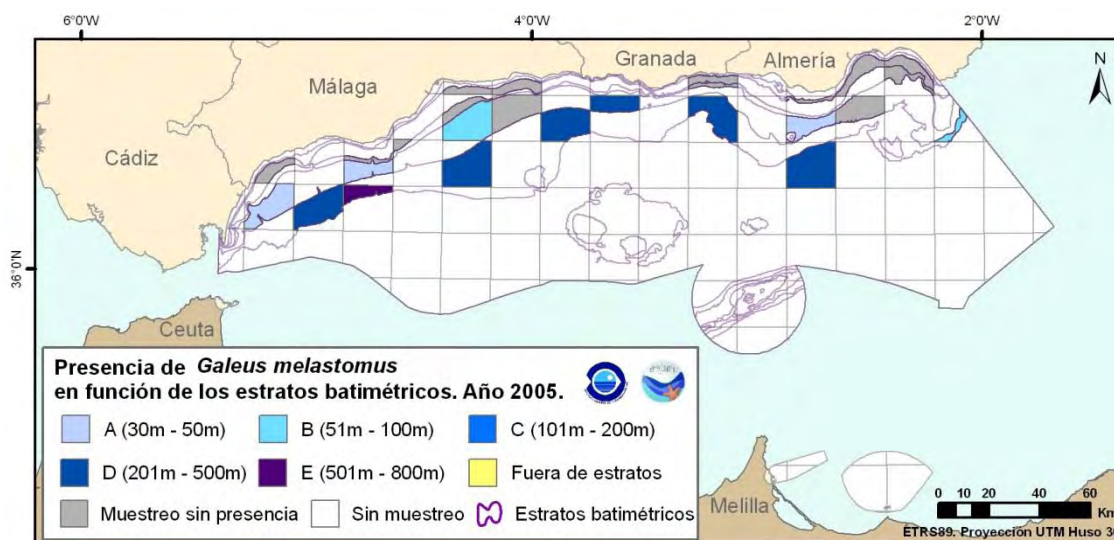 6°0'W
4°0'W
2°0'W
Granada
Almería
Málaga
N
Cádiz
36°0'N
Ceuta
Presencia de Galeus melastomus
en función de los estratos batimétricos. Año 2005.
A (30m - 50m)
B (51m - 100m)
C (101m - 200m)
D (201m - 500m)
E (501m - 800m)
Fuera de estratos
Muestreo sin presencia
Sin muestreo
Estratos batimétricos
Melilla
0 10 20 40 60
Km
ETRS89. Proyección UTM Huso